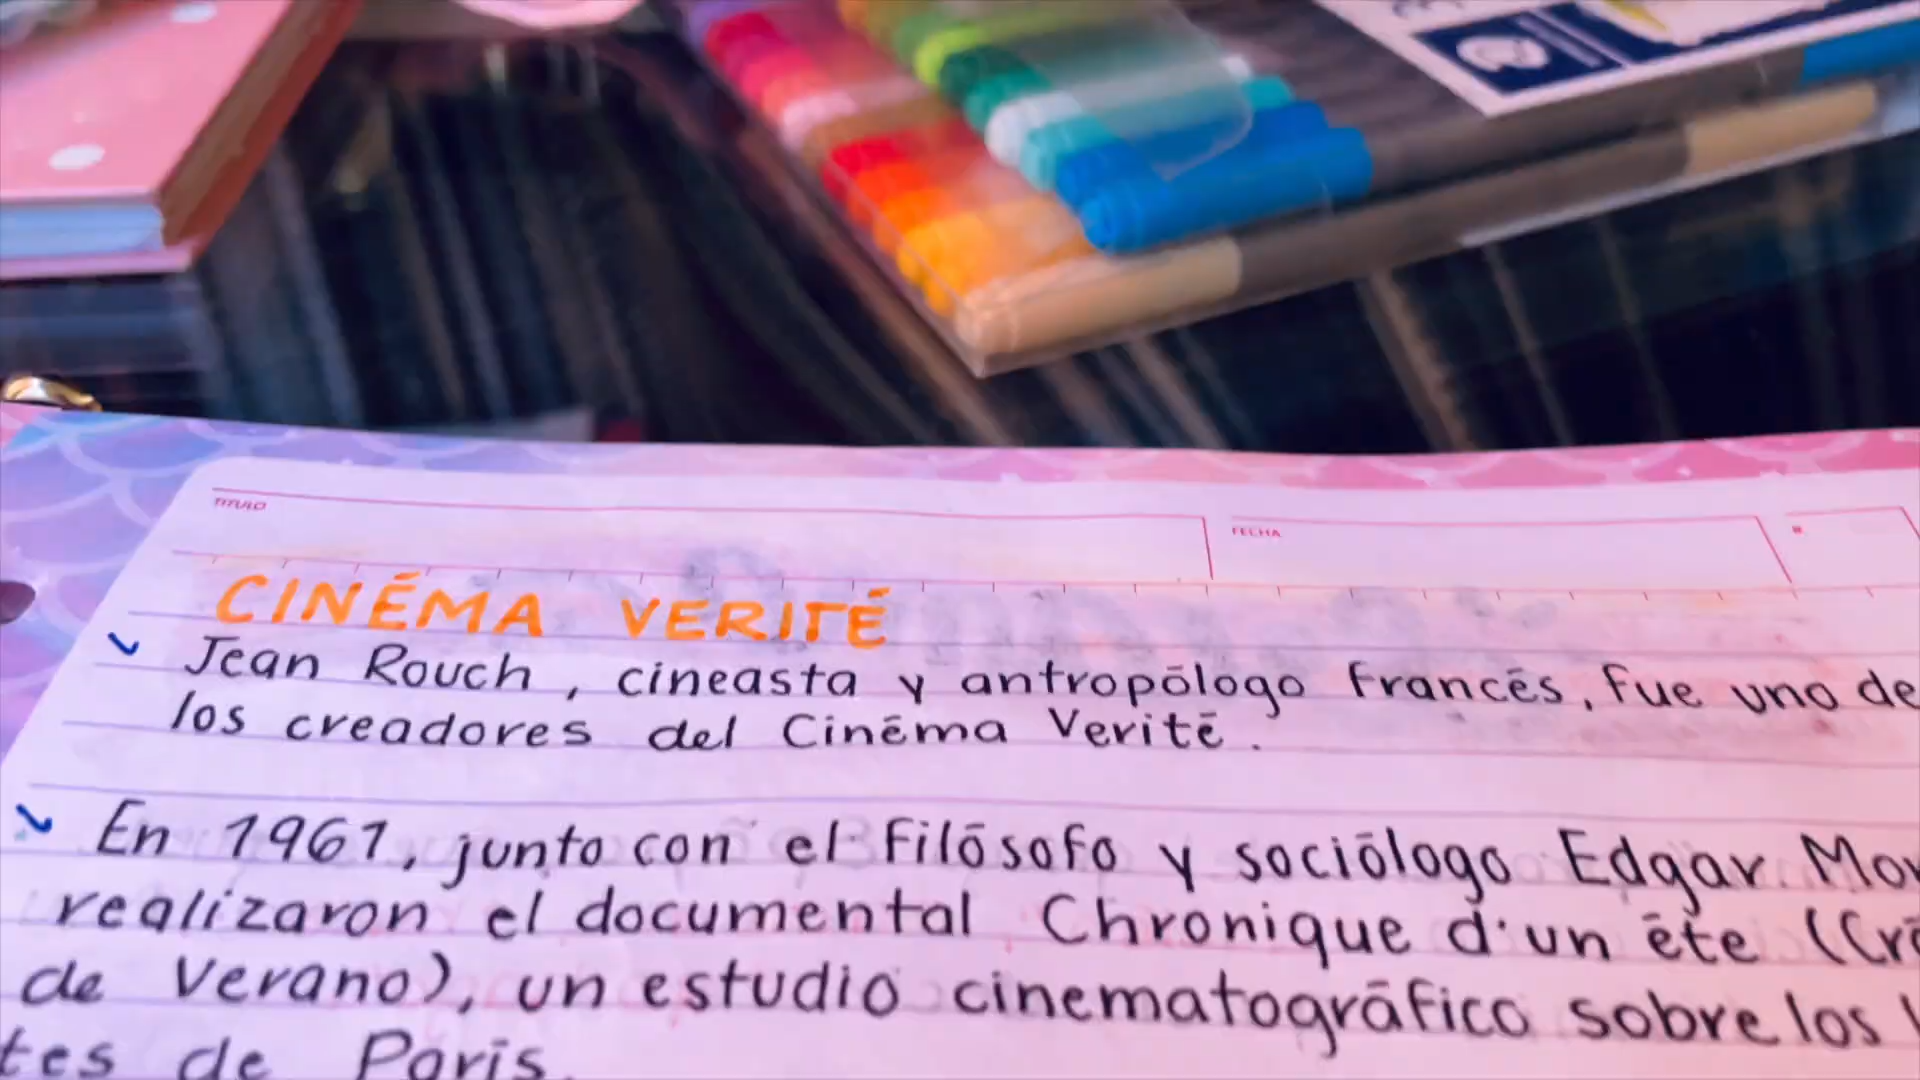 TITULO
FECHA
CINÉMA VERITÉ
Jean Rouch, cineasta y antropólogo francés, fue uno de
los creadores del Cinéma Verité.
En 1961, junto con el filósofo y sociólogo Edgar
realizaron el documental Chronique d'un éte
de Verano), un estudio cinematográfico sobre los
de París.